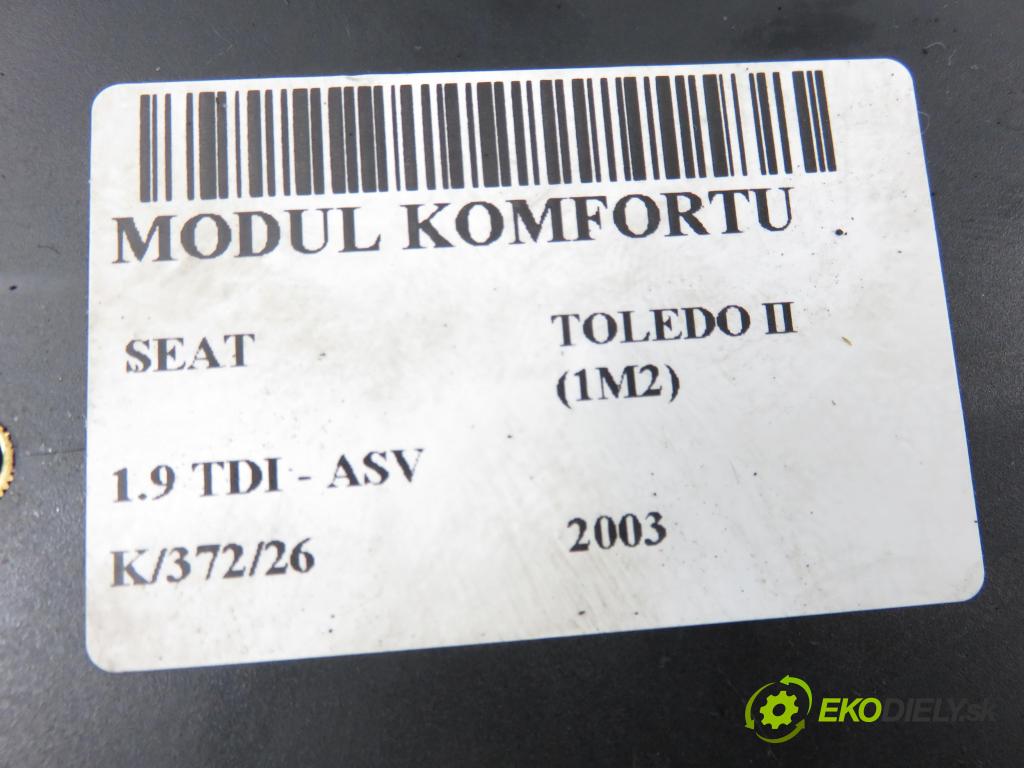 MODUL KOMFORTU
SEAT
TOLEDO II
(1M2)
1.9 TDI - ASV
K/372/26
2003
EKODIELY.sk